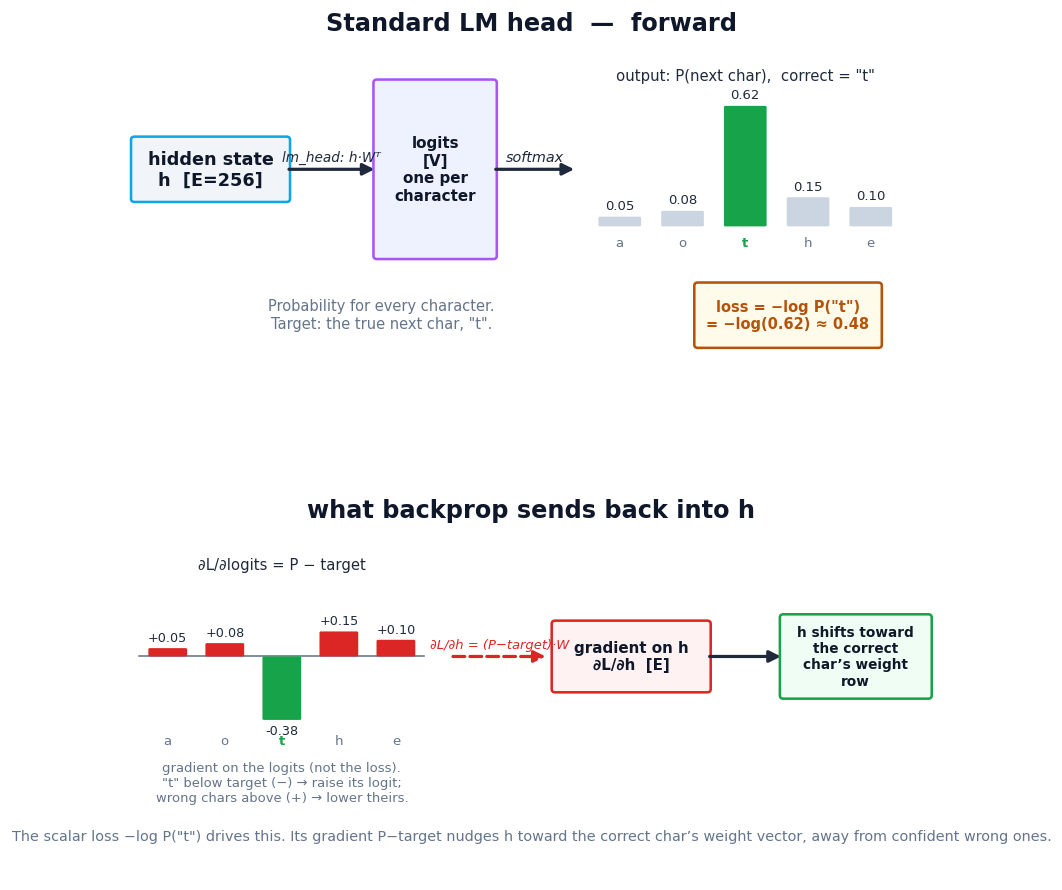 Standard LM head — forward
output: P(next char), correct = "t"
hidden state
h [E=256]
lm_head: h·Wᵀ
logits
[V]
one per
character
softmax
0.05
0.08
0.62
0.15
0.10
a
o
t
h
e
Probability for every character.
Target: the true next char, "t".
loss = −log P("t")
= −log(0.62) ≈ 0.48
what backprop sends back into h
∂L/∂logits = P − target
+0.05
+0.08
-0.38
+0.15
+0.10
a
o
t
h
e
∂L/∂h = (P−target)·W
gradient on h
∂L/∂h [E]
h shifts toward
the correct
char’s weight
row
gradient on the logits (not the loss).
"t" below target (−) → raise its logit;
wrong chars above (+) → lower theirs.
The scalar loss −log P("t") drives this. Its gradient P−target nudges h toward the correct char’s weight vector, away from confident wrong ones.